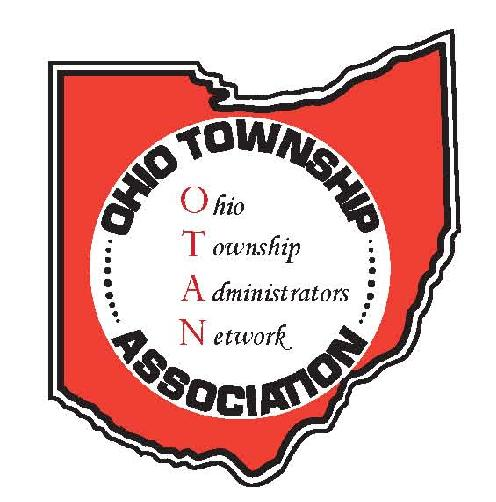 OHIO TOWNSHIP
Ohio
Township
Administrators
Network
ASSOCIATION